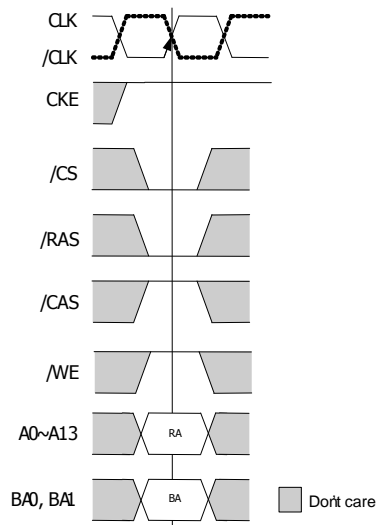 CLK
/CLK
CKE
/CS
/RAS
/CAS
/WE
A0~A13
RA
BA0, BA1
BA
Don't care